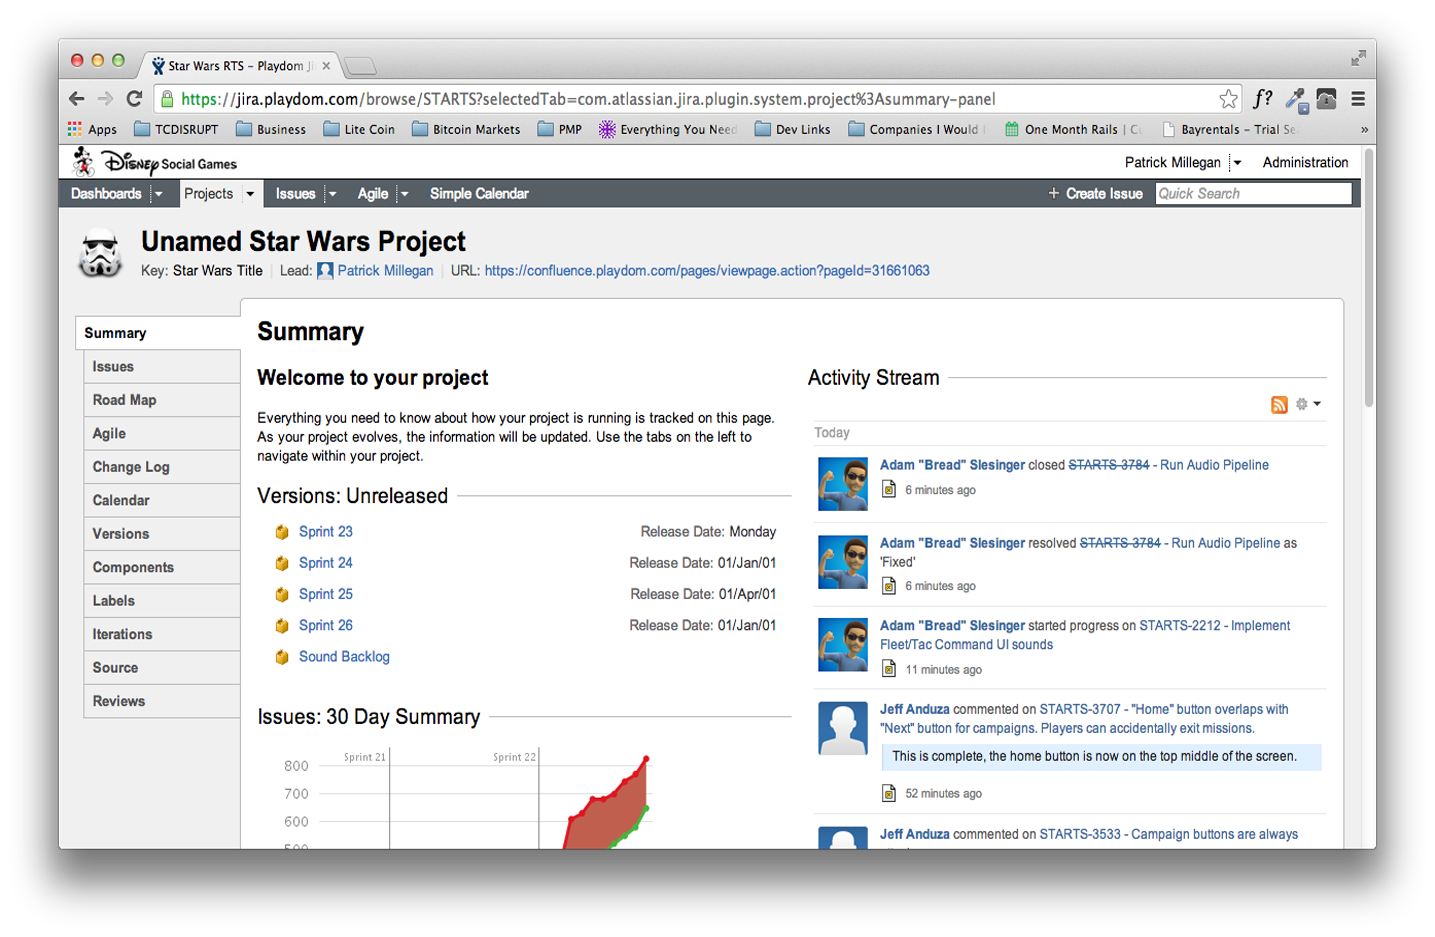 Star Wars RTS – Playdom Ji
https://jira.playdom.com/browse/STARTS?selectedTab=com.atlassian.jira.plugin.system.project%3Asummary-panel
f?
Apps TCDISRUPT Business Lite Coin Bitcoin Markets PMP Everything You Need Dev Links Companies I Would One Month Rails | Bayrentals – Trial Se »
Disney Social Games Patrick Millegan Administration
Dashboards Projects Issues Agile Simple Calendar + Create Issue Quick Search
Unamed Star Wars Project
Key: Star Wars Title Lead: Patrick Millegan URL: https://confluence.playdom.com/pages/viewpage.action?pageId=31661063
Summary
Issues
Road Map
Agile
Change Log
Calendar
Versions
Components
Labels
Iterations
Source
Reviews
Summary
Welcome to your project
Everything you need to know about how your project is running is tracked on this page.
As your project evolves, the information will be updated. Use the tabs on the left to
navigate within your project.
Versions: Unreleased
Sprint 23 Release Date: Monday
Sprint 24 Release Date: 01/Jan/01
Sprint 25 Release Date: 01/Apr/01
Sprint 26 Release Date: 01/Jan/01
Sound Backlog
Issues: 30 Day Summary
Sprint 21 Sprint 22
800
700
600
500
Activity Stream
Today
Adam "Bread" Slesinger closed STARTS-3784 - Run Audio Pipeline
6 minutes ago
Adam "Bread" Slesinger resolved STARTS-3784 - Run Audio Pipeline as
'Fixed'
6 minutes ago
Adam "Bread" Slesinger started progress on STARTS-2212 - Implement
Fleet/Tac Command UI sounds
11 minutes ago
Jeff Anduza commented on STARTS-3707 - "Home" button overlaps with
"Next" button for campaigns. Players can accidentally exit missions.
This is complete, the home button is now on the top middle of the screen.
52 minutes ago
Jeff Anduza commented on STARTS-3533 - Campaign buttons are always